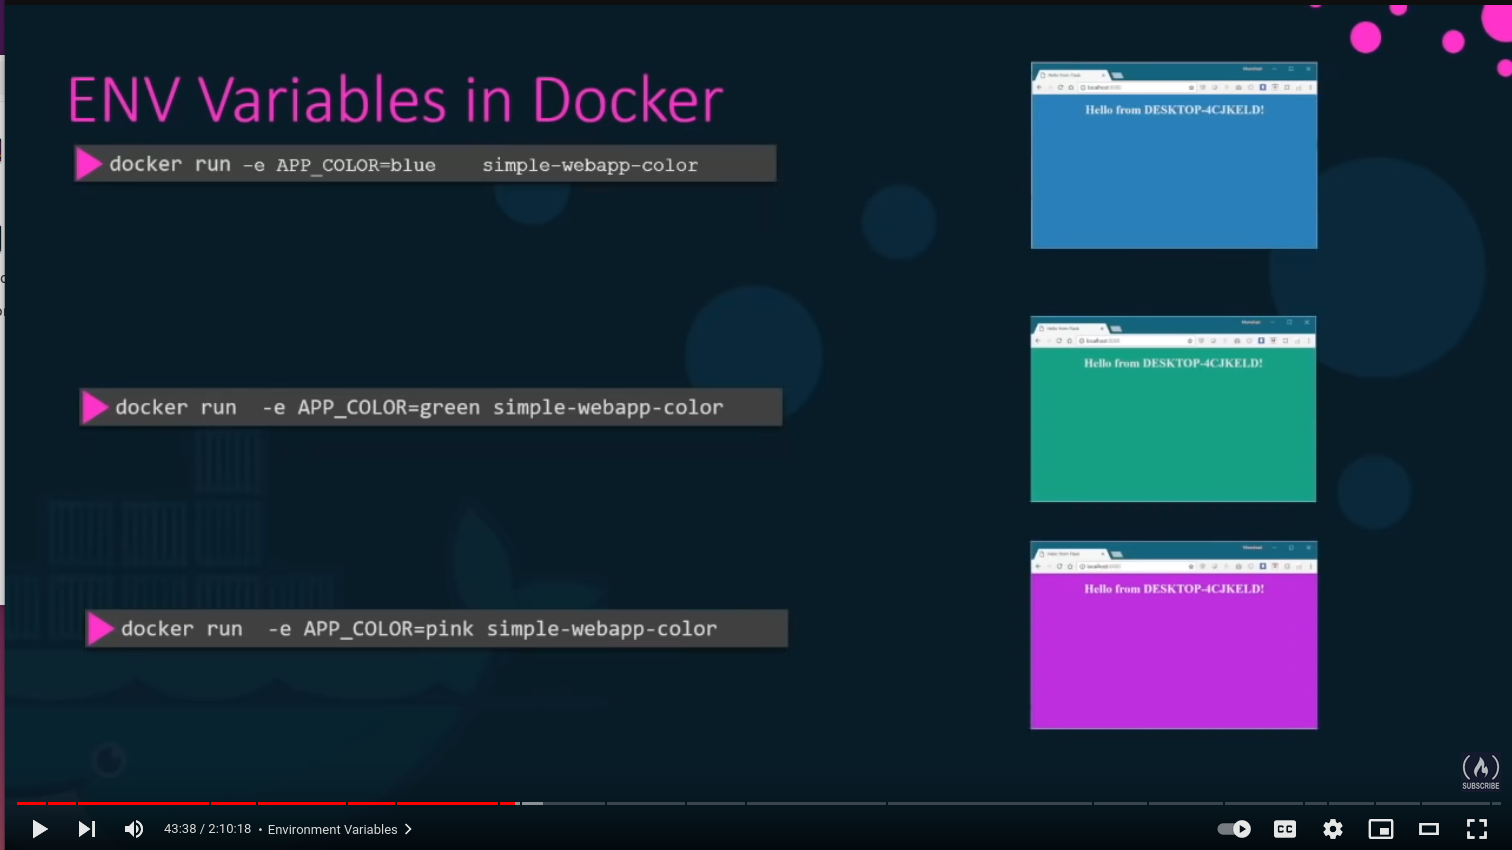 ENV Variables in Docker
docker run -e APP_COLOR=blue simple-webapp-color
Hello from DESKTOP-4CJKELD!
docker run -e APP_COLOR=green simple-webapp-color
Hello from DESKTOP-4CJKELD!
docker run -e APP_COLOR=pink simple-webapp-color
Hello from DESKTOP-4CJKELD!
SUBSCRIBE
43:38 / 2:10:18 • Environment Variables
CC